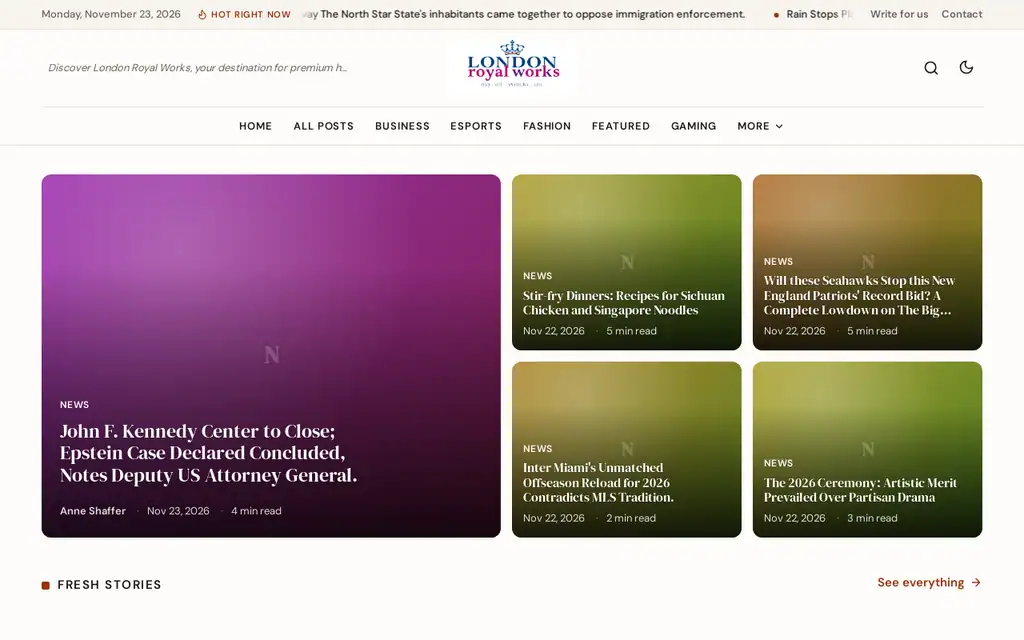 Monday, November 23, 2026
HOT RIGHT NOW
The North Star State's inhabitants came together to oppose immigration enforcement.
• Rain Stops
Write for us
Contact
Discover London Royal Works, your destination for premium h...
LONDON
royal works
HOME
ALL POSTS
BUSINESS
ESPORTS
FASHION
FEATURED
GAMING
MORE
N
NEWS
John F. Kennedy Center to Close;
Epstein Case Declared Concluded,
Notes Deputy US Attorney General.
Anne Shaffer · Nov 23, 2026 · 4 min read
N
NEWS
Stir-fry Dinners: Recipes for Sichuan
Chicken and Singapore Noodles
Nov 22, 2026 · 5 min read
N
NEWS
Will these Seahawks Stop this New
England Patriots' Record Bid? A
Complete Lowdown on The Big...
Nov 22, 2026 · 5 min read
N
NEWS
Inter Miami's Unmatched
Offseason Reload for 2026
Contradicts MLS Tradition.
Nov 22, 2026 · 2 min read
N
NEWS
The 2026 Ceremony: Artistic Merit
Prevailed Over Partisan Drama
Nov 22, 2026 · 3 min read
FRESH STORIES
See everything →